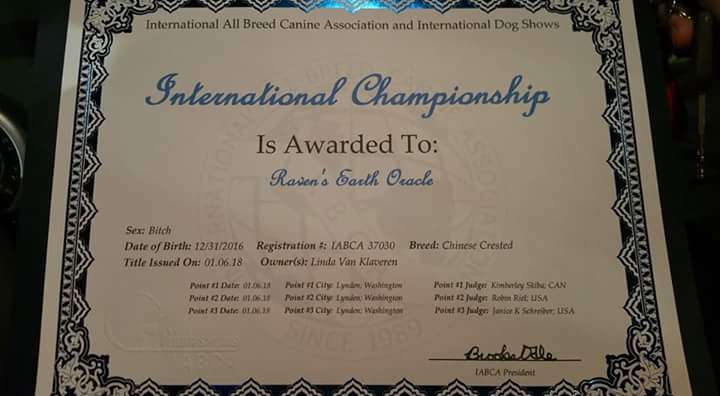 International All Breed Canine Association and International Dog Shows
International Championship
Is Awarded To:
Raven's Earth Oracle
Sex: Bitch
Date of Birth: 12/31/2016 Registration #: IABCA 37030 Breed: Chinese Crested
Title Issued On: 01.06.18 Owner(s): Linda Van Klaveren
Point #1 Date: 01.06.18 Point #1 City: Lynden; Washington Point #1 Judge: Kimberley Skiba; CAN
Point #2 Date: 01.06.18 Point #2 City: Lynden; Washington Point #2 Judge: Robin Riel; USA
Point #3 Date: 01.06.18 Point #3 City: Lynden; Washington Point #3 Judge: Janice K Schreiber; USA
SINCE 1989
IABCA President